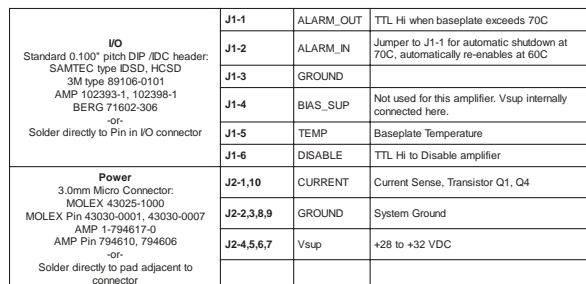 I/O
Standard 0.100" pitch DIP /IDC header:
SAMTEC type IDSD, HCSD
3M type 89106-0101
AMP 102393-1, 102398-1
BERG 71602-306
-or-
Solder directly to Pin in I/O connector
J1-1 ALARM_OUT TTL Hi when baseplate exceeds 70C
J1-2 ALARM_IN Jumper to J1-1 for automatic shutdown at
70C, automatically re-enables at 60C
J1-3 GROUND
J1-4 BIAS_SUP Not used for this amplifier. Vsup internally
connected here.
J1-5 TEMP Baseplate Temperature
J1-6 DISABLE TTL Hi to Disable amplifier
Power
3.0mm Micro Connector:
MOLEX 43025-1000
MOLEX Pin 43030-0001, 43030-0007
AMP 1-794617-0
AMP Pin 794610, 794606
-or-
Solder directly to pad adjacent to
connector
J2-1,10 CURRENT Current Sense, Transistor Q1, Q4
J2-2,3,8,9 GROUND System Ground
J2-4,5,6,7 Vsup +28 to +32 VDC